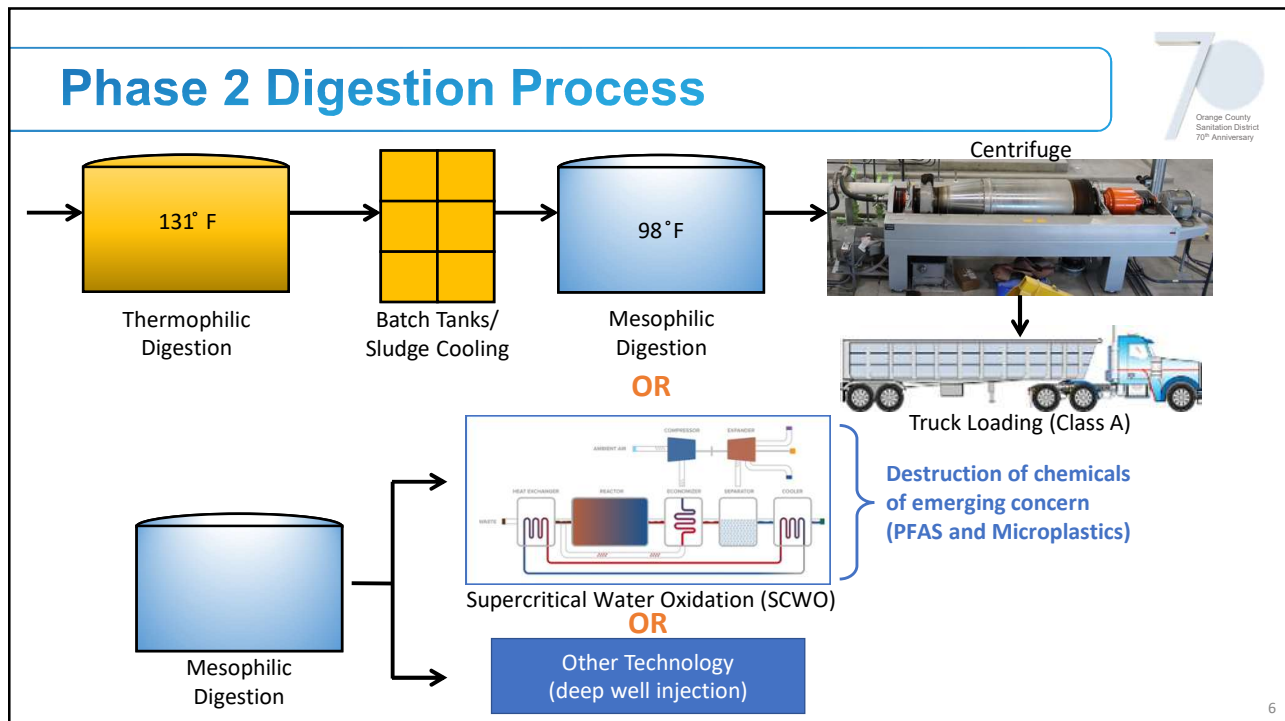 Phase 2 Digestion Process
70
Orange County
Sanitation District
70th Anniversary
131° F
Thermophilic
Digestion
Batch Tanks/
Sludge Cooling
98°F
Mesophilic
Digestion
Centrifuge
Truck Loading (Class A)
OR
COMPRESSOR
EXPANDER
AMBIENT AIR
HEAT EXCHANGER
REACTOR
ECONOMIZER
SEPARATOR
COOLER
WASTE
Supercritical Water Oxidation (SCWO)
Destruction of chemicals
of emerging concern
(PFAS and Microplastics)
OR
Mesophilic
Digestion
Other Technology
(deep well injection)
6